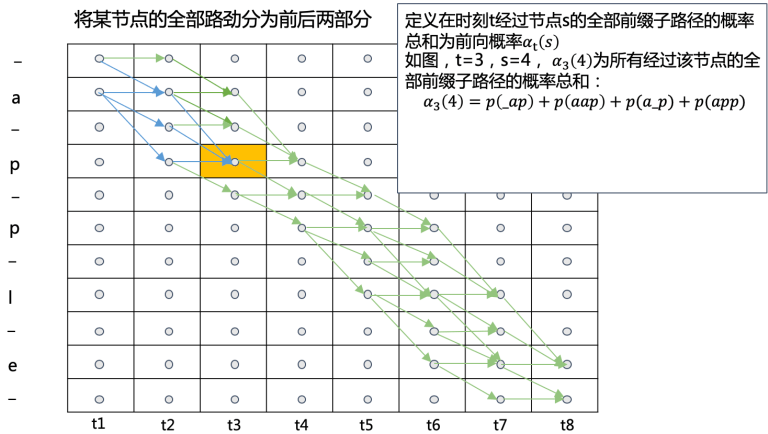 将某节点的全部路劲分为前后两部分
定义在时刻t经过节点s的全部前缀子路径的概率
总和为前向概率α_t(s)
如图，t=3，s=4， α_3(4)为所有经过该节点的全
部前缀子路径的概率总和：
α_3(4) = p(_ap) + p(aap) + p(a_p) + p(app)
–
a
–
p
–
p
–
l
–
e
–
t1 t2 t3 t4 t5 t6 t7 t8